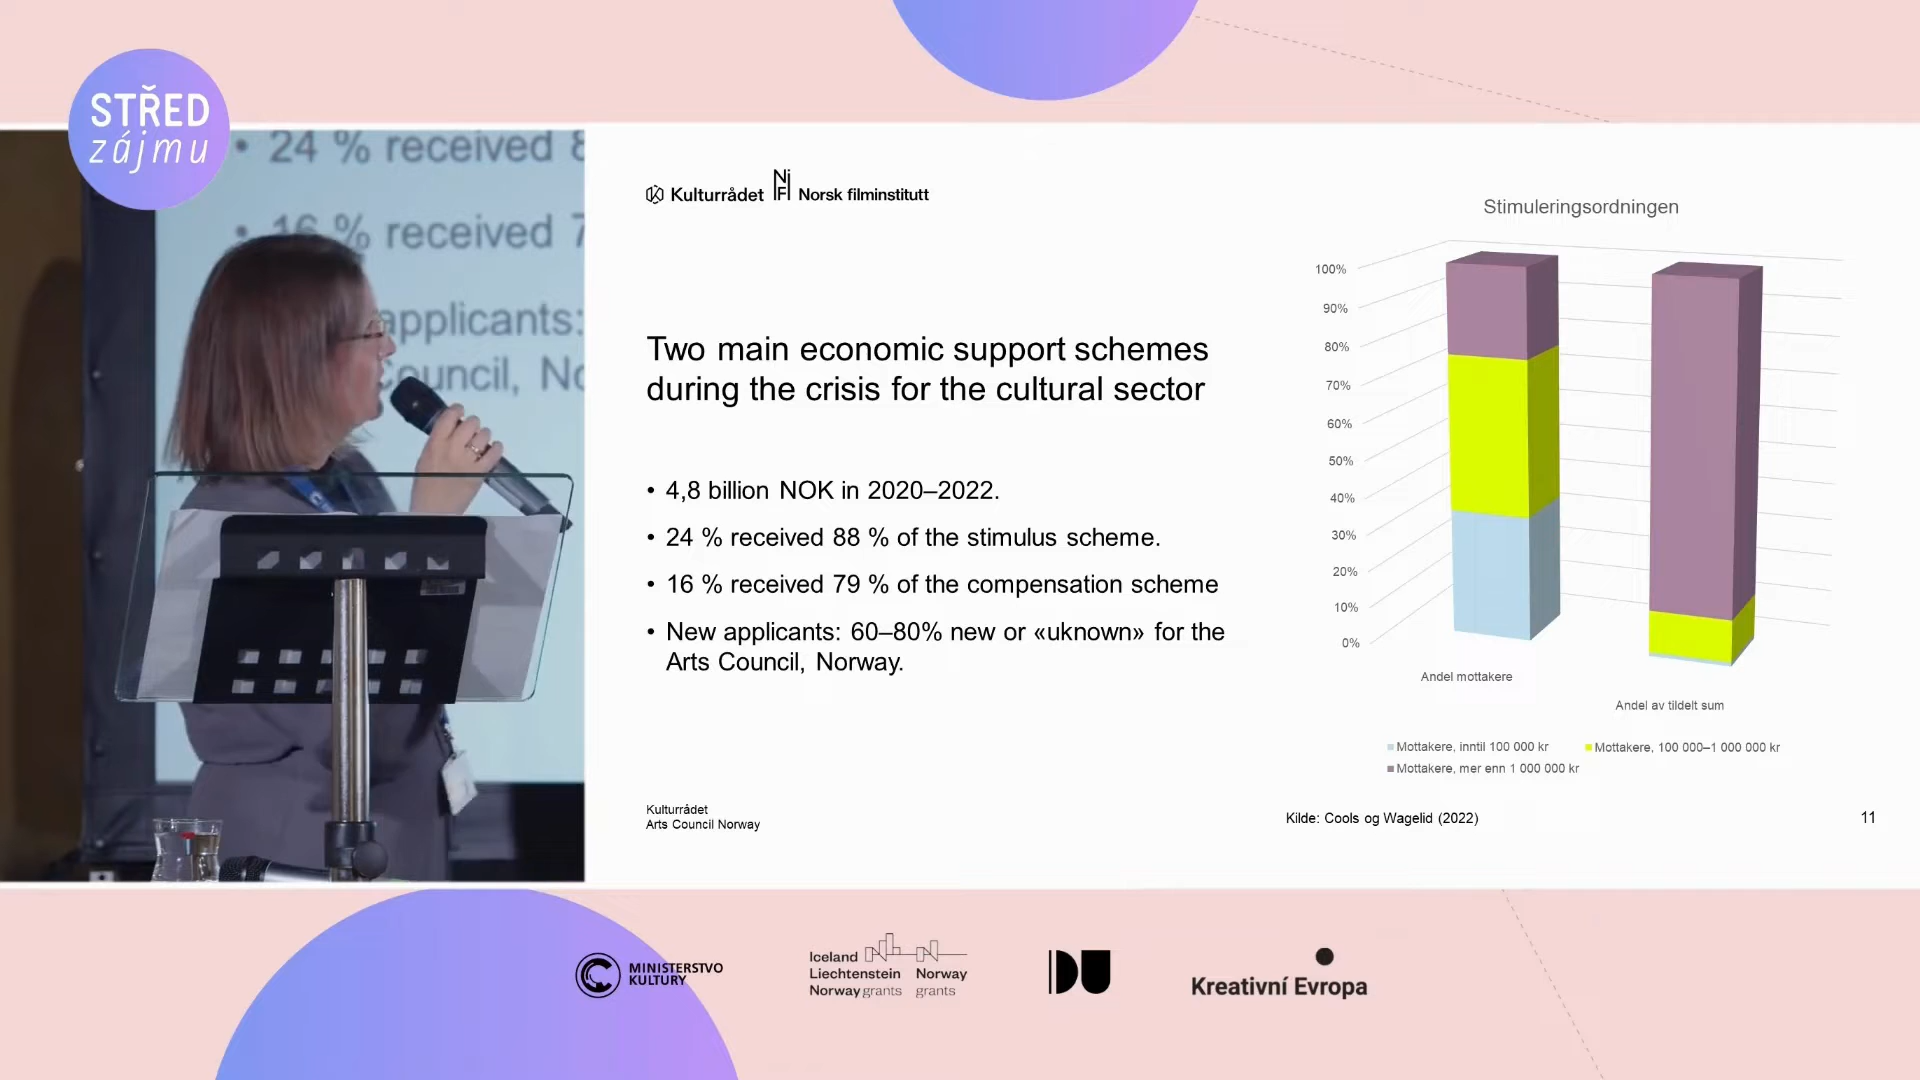 STŘED
zájmu
• 24 % received
• 16 % received 7
applicants:
Council, No
Kulturrådet
NFI
Norsk filminstitutt
Two main economic support schemes
during the crisis for the cultural sector
• 4,8 billion NOK in 2020–2022.
• 24 % received 88 % of the stimulus scheme.
• 16 % received 79 % of the compensation scheme
• New applicants: 60–80% new or «uknown» for the
Arts Council, Norway.
Stimuleringsordningen
100%
90%
80%
70%
60%
50%
40%
30%
20%
10%
0%
Andel mottakere
Andel av tildelt sum
Mottakere, inntil 100 000 kr
Mottakere, 100 000–1 000 000 kr
Mottakere, mer enn 1 000 000 kr
Kulturrådet
Arts Council Norway
Kilde: Cools og Wagelid (2022)
11
MINISTERSTVO
KULTURY
Iceland
Liechtenstein
Norway grants
Norway
grants
DU
Kreativní Evropa